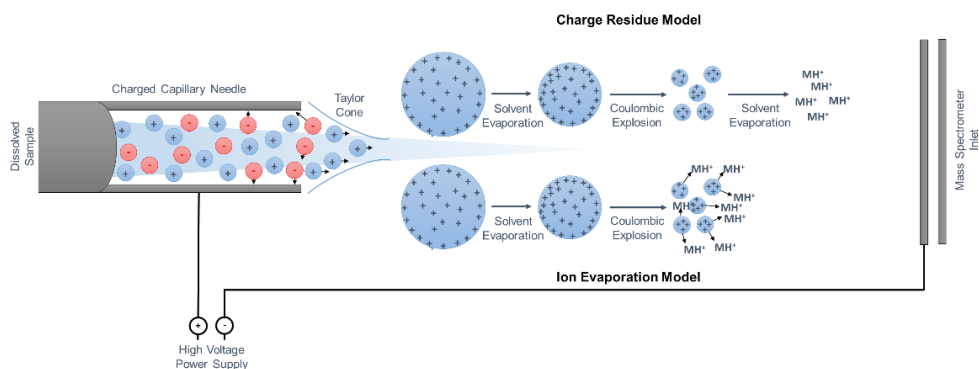 Charge Residue Model
Charged Capillary Needle
Taylor
Cone
Dissolved
Sample
Solvent
Evaporation
Coulombic
Explosion
Solvent
Evaporation
MH⁺
MH⁺
MH⁺ MH⁺
MH⁺
Mass Spectrometer
Inlet
Solvent
Evaporation
Coulombic
Explosion
MH⁺
MH⁺
MH⁺
MH⁺
MH⁺
MH⁺
MH⁺
MH⁺
Ion Evaporation Model
+ -
High Voltage
Power Supply